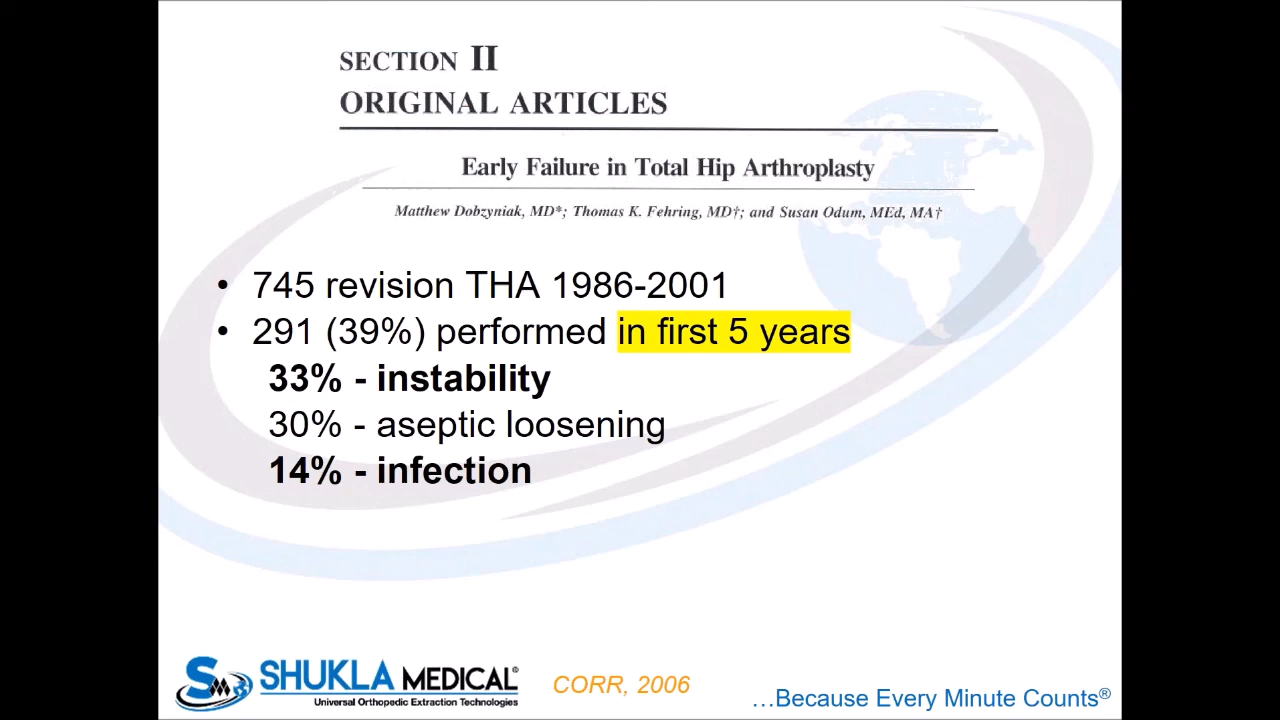 SECTION II
ORIGINAL ARTICLES
Early Failure in Total Hip Arthroplasty
Matthew Dobzyniak, MD*; Thomas K. Fehring, MD†; and Susan Odum, MEd, MA†
• 745 revision THA 1986-2001
• 291 (39%) performed in first 5 years
33% - instability
30% - aseptic loosening
14% - infection
SHUKLA MEDICAL®
Universal Orthopedic Extraction Technologies
CORR, 2006
…Because Every Minute Counts®